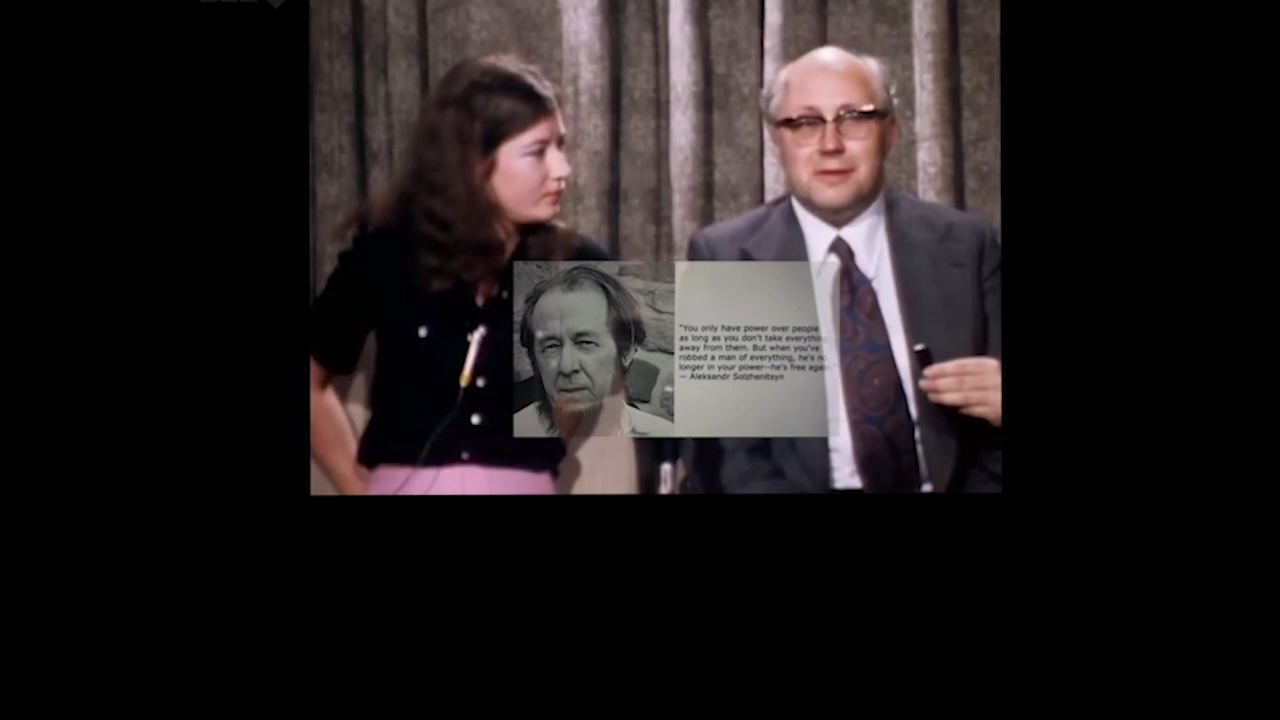 "You only have power over people
as long as you don't take everything
away from them. But when you've
robbed a man of everything, he's no
longer in your power--he's free again."
— Aleksandr Solzhenitsyn